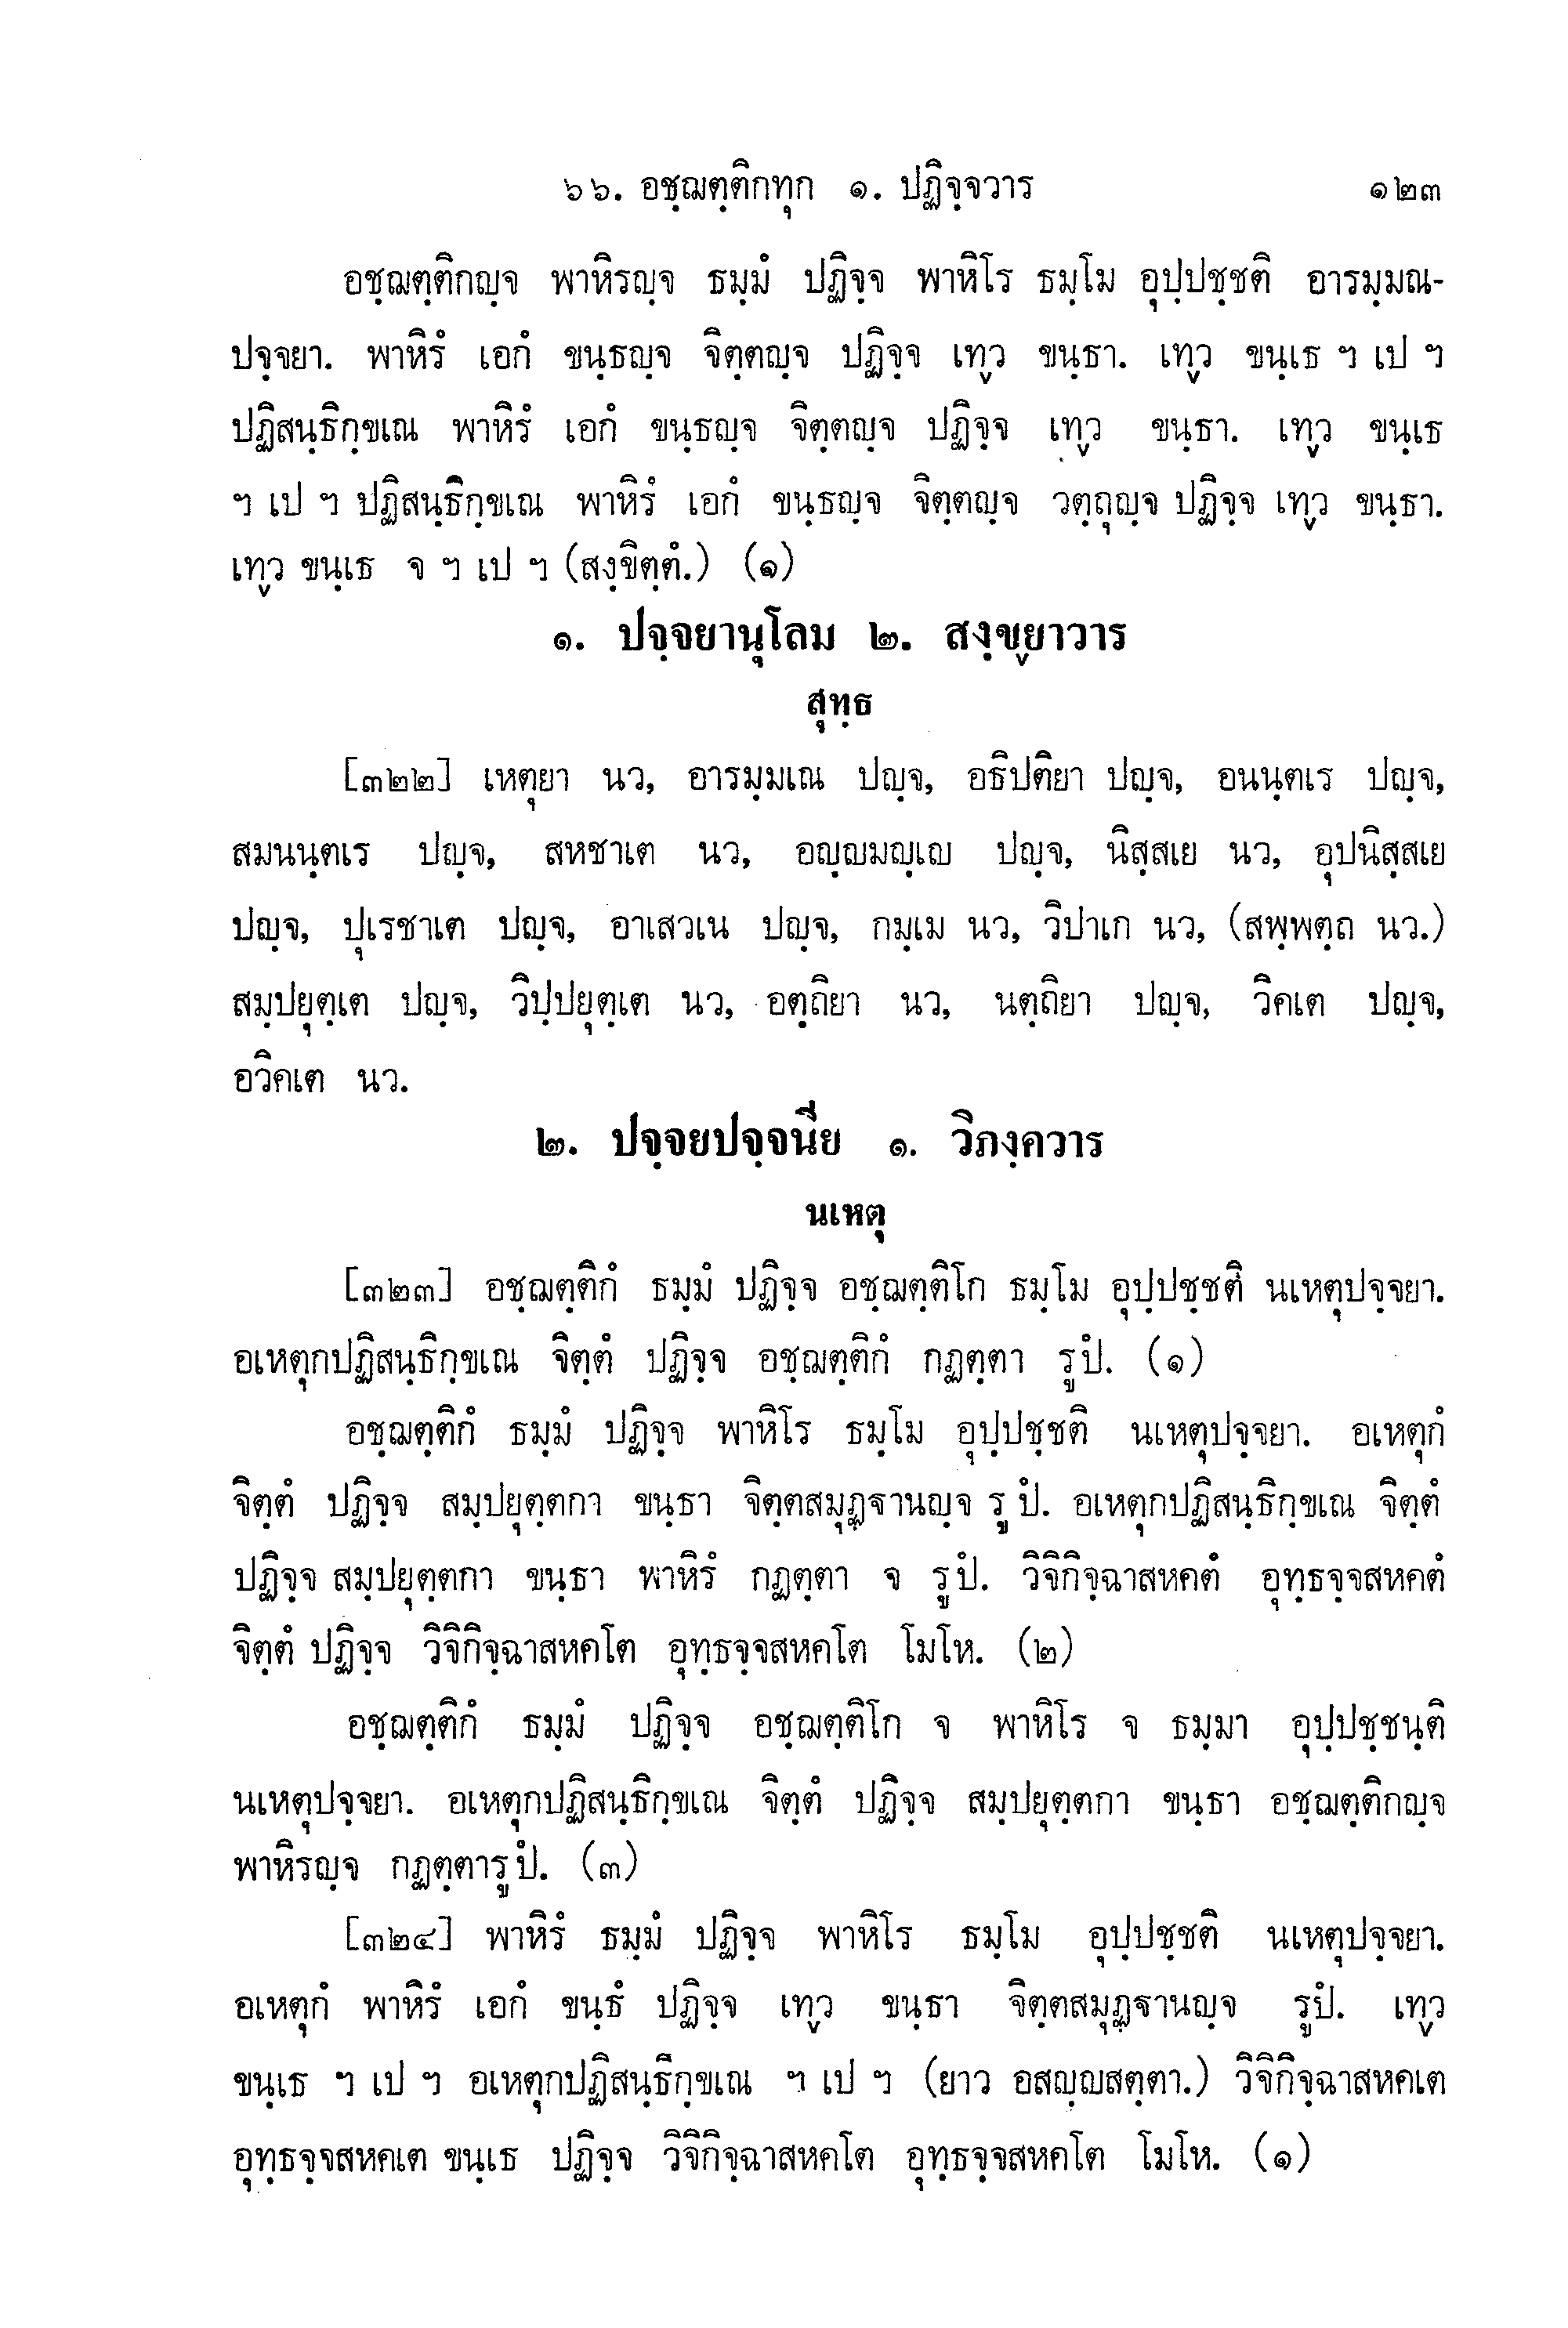 ๖๖. อชฺฌตฺติกทุก ๑. ปฏิจฺจวาร ๑๒๓
อชฺฌตฺติกญฺจ พาหิรญฺจ ธมฺมํ ปฏิจฺจ พาหิโร ธมฺโม อุปฺปชฺชติ อารมฺมณ-
ปจฺจยา. พาหิรํ เอกํ ขนฺธญฺจ จิตฺตญฺจ ปฏิจฺจ เทฺว ขนฺธา. เทฺว ขนฺเธ ฯ เป ฯ
ปฏิสนฺธิกฺขเณ พาหิรํ เอกํ ขนฺธญฺจ จิตฺตญฺจ ปฏิจฺจ เทฺว ขนฺธา. เทฺว ขนฺเธ
ฯ เป ฯ ปฏิสนฺธิกฺขเณ พาหิรํ เอกํ ขนฺธญฺจ จิตฺตญฺจ วตฺถุญฺจ ปฏิจฺจ เทฺว ขนฺธา.
เทฺว ขนฺเธ จ ฯ เป ฯ (สงฺขิตฺตํ.) (๑)
๑. ปจฺจยานุโลม ๒. สงฺขฺยาวาร
สุทฺธ
[๓๒๒] เหตุยา นว, อารมฺมเณ ปญฺจ, อธิปติยา ปญฺจ, อนนฺตเร ปญฺจ,
สมนนฺตเร ปญฺจ, สหชาเต นว, อญฺญมญฺเญ ปญฺจ, นิสฺสเย นว, อุปนิสฺสเย
ปญฺจ, ปุเรชาเต ปญฺจ, อาเสวเน ปญฺจ, กมฺเม นว, วิปาเก นว, (สพฺพตฺถ นว.)
สมฺปยุตฺเต ปญฺจ, วิปฺปยุตฺเต นว, อตฺถิยา นว, นตฺถิยา ปญฺจ, วิคเต ปญฺจ,
อวิคเต นว.
๒. ปจฺจยปจฺจนีย ๑. วิภงฺควาร
นเหตุ
[๓๒๓] อชฺฌตฺติกํ ธมฺมํ ปฏิจฺจ อชฺฌตฺติโก ธมฺโม อุปฺปชฺชติ นเหตุปจฺจยา.
อเหตุกปฏิสนฺธิกฺขเณ จิตฺตํ ปฏิจฺจ อชฺฌตฺติกํ กฏตฺตา รูปํ. (๑)
อชฺฌตฺติกํ ธมฺมํ ปฏิจฺจ พาหิโร ธมฺโม อุปฺปชฺชติ นเหตุปจฺจยา. อเหตุกํ
จิตฺตํ ปฏิจฺจ สมฺปยุตฺตกา ขนฺธา จิตฺตสมุฏฺฐานญฺจ รูปํ. อเหตุกปฏิสนฺธิกฺขเณ จิตฺตํ
ปฏิจฺจ สมฺปยุตฺตกา ขนฺธา พาหิรํ กฏตฺตา จ รูปํ. วิจิกิจฺฉาสหคตํ อุทฺธจฺจสหคตํ
จิตฺตํ ปฏิจฺจ วิจิกิจฺฉาสหคโต อุทฺธจฺจสหคโต โมโห. (๒)
อชฺฌตฺติกํ ธมฺมํ ปฏิจฺจ อชฺฌตฺติโก จ พาหิโร จ ธมฺมา อุปฺปชฺชนฺติ
นเหตุปจฺจยา. อเหตุกปฏิสนฺธิกฺขเณ จิตฺตํ ปฏิจฺจ สมฺปยุตฺตกา ขนฺธา อชฺฌตฺติกญฺจ
พาหิรญฺจ กฏตฺตารูปํ. (๓)
[๓๒๔] พาหิรํ ธมฺมํ ปฏิจฺจ พาหิโร ธมฺโม อุปฺปชฺชติ นเหตุปจฺจยา.
อเหตุกํ พาหิรํ เอกํ ขนฺธํ ปฏิจฺจ เทฺว ขนฺธา จิตฺตสมุฏฺฐานญฺจ รูปํ. เทฺว
ขนฺเธ ฯ เป ฯ อเหตุกปฏิสนฺธิกฺขเณ ฯ เป ฯ (ยาว อสญฺญสตฺตา.) วิจิกิจฺฉาสหคเต
อุทฺธจฺจสหคเต ขนฺเธ ปฏิจฺจ วิจิกิจฺฉาสหคโต อุทฺธจฺจสหคโต โมโห. (๑)